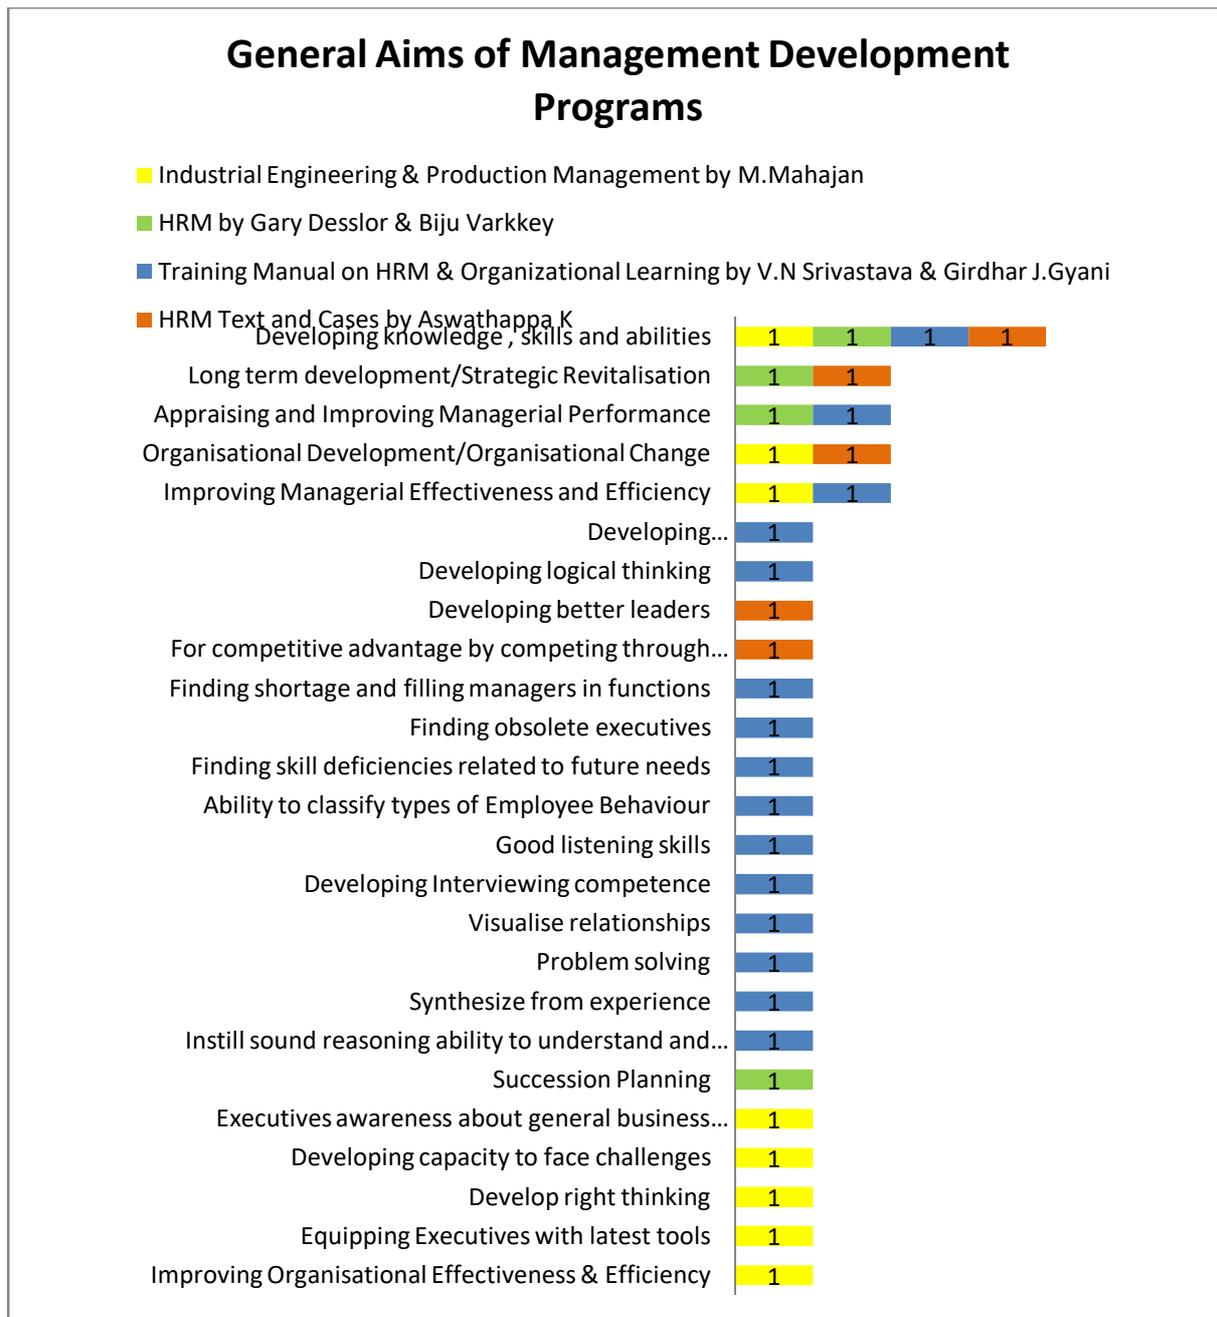 General Aims of Management Development
Programs
Industrial Engineering & Production Management by M.Mahajan
HRM by Gary Desslor & Biju Varkkey
Training Manual on HRM & Organizational Learning by V.N Srivastava & Girdhar J.Gyani
HRM Text and Cases by Aswathappa K
Developing knowledge , skills and abilities 1 1 1 1
Long term development/Strategic Revitalisation 1 1
Appraising and Improving Managerial Performance 1 1
Organisational Development/Organisational Change 1 1
Improving Managerial Effectiveness and Efficiency 1 1
Developing... 1
Developing logical thinking 1
Developing better leaders 1
For competitive advantage by competing through... 1
Finding shortage and filling managers in functions 1
Finding obsolete executives 1
Finding skill deficiencies related to future needs 1
Ability to classify types of Employee Behaviour 1
Good listening skills 1
Developing Interviewing competence 1
Visualise relationships 1
Problem solving 1
Synthesize from experience 1
Instill sound reasoning ability to understand and... 1
Succession Planning 1
Executives awareness about general business... 1
Developing capacity to face challenges 1
Develop right thinking 1
Equipping Executives with latest tools 1
Improving Organisational Effectiveness & Efficiency 1